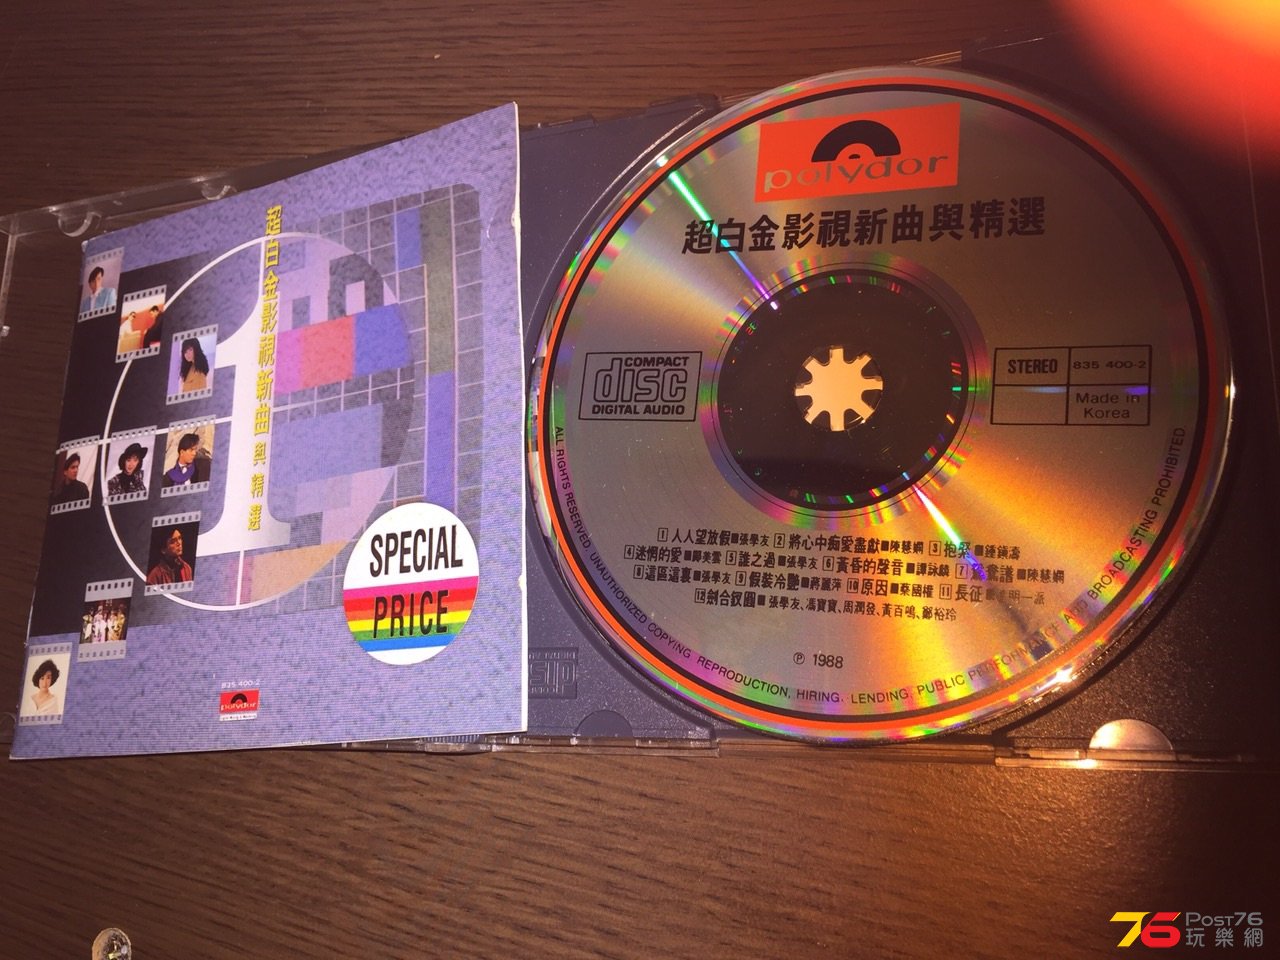 超白金影視新曲與精選
SPECIAL
PRICE
835 400-2
polydor
polydor
超白金影視新曲與精選
COMPACT
disc
DIGITAL AUDIO
STEREO
835 400-2
Made in
Korea
1 人人望放假■張學友 2 將心中痴愛盡獻■陳慧嫻 3 抱緊■鍾鎮濤
4 迷惘的愛■鄺美雲 5 誰之過■張學友 6 黃昏的聲音■譚詠麟 7 鴛鴦譜■陳慧嫻
8 這區這裏■張學友 9 假裝冷艷■蔣麗萍 10 原因■蔡國權 11 長征■達明一派
12 劍合釵圓■張學友、馮寶寶、周潤發、黃百鳴、鄭裕玲
℗ 1988
ALL RIGHTS RESERVED. UNAUTHORIZED COPYING, REPRODUCTION, HIRING, LENDING, PUBLIC PERFORMANCE AND BROADCASTING PROHIBITED
76 POST76
玩樂網